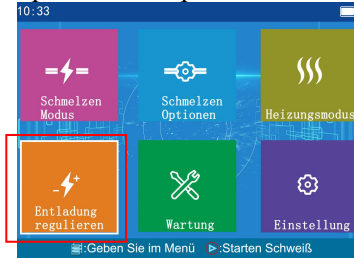 10:33
Schmelzen
Modus
Schmelzen
Optionen
Heizungsmodus
Entladung
regulieren
Wartung
Einstellung
:Geben Sie im Menü :Starten Schweiß